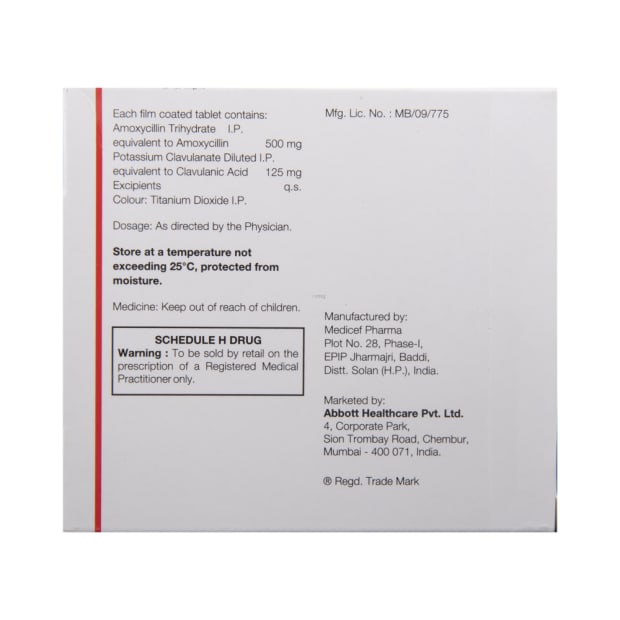 Each film coated tablet contains:
Amoxycillin Trihydrate I.P.
equivalent to Amoxycillin 500 mg
Potassium Clavulanate Diluted I.P.
equivalent to Clavulanic Acid 125 mg
Excipients q.s.
Colour: Titanium Dioxide I.P.
Dosage: As directed by the Physician.
Store at a temperature not
exceeding 25°C, protected from
moisture.
Medicine: Keep out of reach of children.
SCHEDULE H DRUG
Warning : To be sold by retail on the
prescription of a Registered Medical
Practitioner only.
Mfg. Lic. No. : MB/09/775
Manufactured by:
Medicef Pharma
Plot No. 28, Phase-I,
EPIP Jharmajri, Baddi,
Distt. Solan (H.P.), India.
Marketed by:
Abbott Healthcare Pvt. Ltd.
4, Corporate Park,
Sion Trombay Road, Chembur,
Mumbai - 400 071, India.
® Regd. Trade Mark